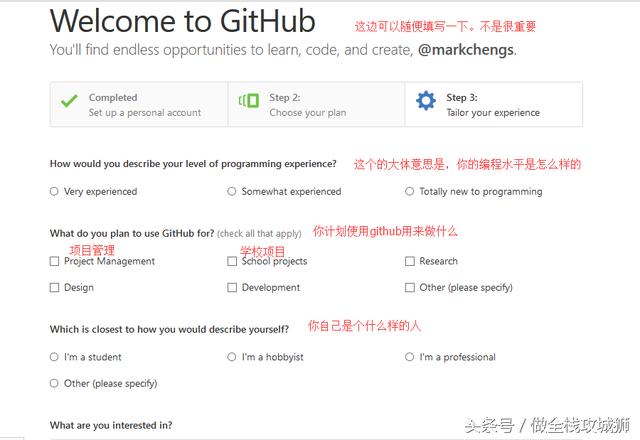 Welcome to GitHub
这边可以随便填写一下。不是很重要
You'll find endless opportunities to learn, code, and create, @markchengs.
Completed
Set up a personal account
Step 2:
Choose your plan
Step 3:
Tailor your experience
How would you describe your level of programming experience?
这个的大体意思是，你的编程水平是怎么样的
Very experienced
Somewhat experienced
Totally new to programming
What do you plan to use GitHub for? (check all that apply)
你计划使用github用来做什么
项目管理
学校项目
Project Management
School projects
Research
Design
Development
Other (please specify)
Which is closest to how you would describe yourself?
你自己是个什么样的人
I'm a student
I'm a hobbyist
I'm a professional
Other (please specify)
What are you interested in?
头条号 / 做全栈攻城狮